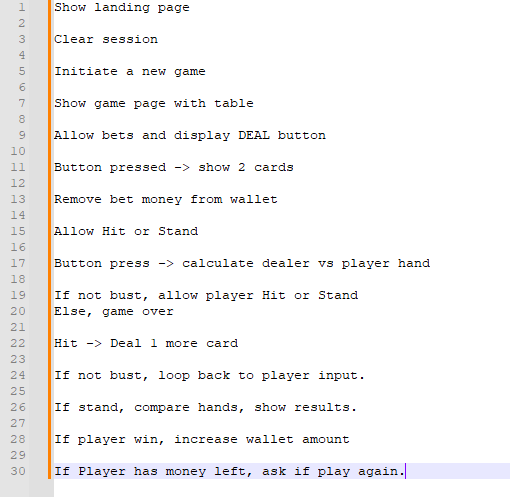 1 Show landing page
2
3 Clear session
4
5 Initiate a new game
6
7 Show game page with table
8
9 Allow bets and display DEAL button
10
11 Button pressed -> show 2 cards
12
13 Remove bet money from wallet
14
15 Allow Hit or Stand
16
17 Button press -> calculate dealer vs player hand
18
19 If not bust, allow player Hit or Stand
20 Else, game over
21
22 Hit -> Deal 1 more card
23
24 If not bust, loop back to player input.
25
26 If stand, compare hands, show results.
27
28 If player win, increase wallet amount
29
30 If Player has money left, ask if play again.